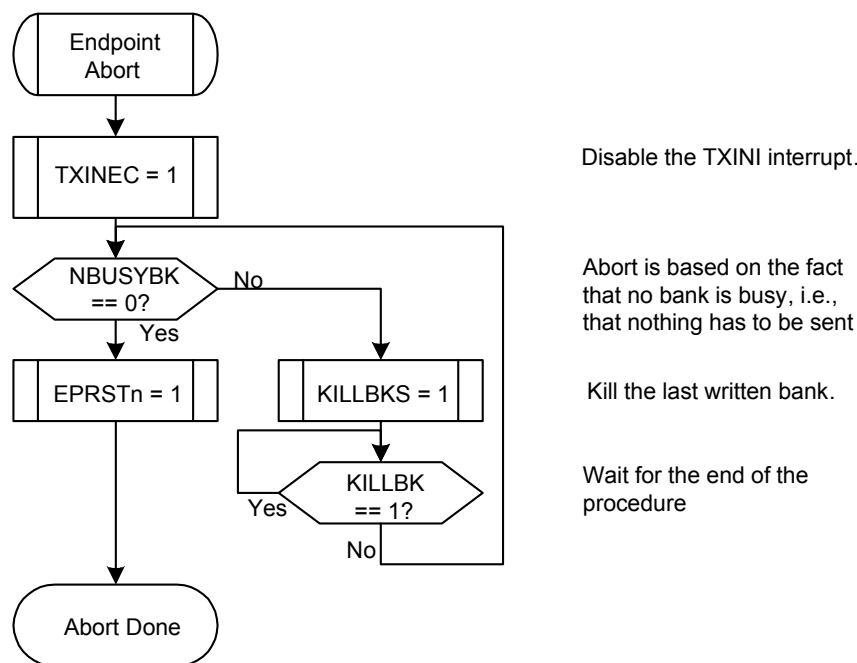 Endpoint
Abort
TXINEC = 1
Disable the TXINI interrupt.
NBUSYBK
== 0?
No
Yes
Abort is based on the fact
that no bank is busy, i.e.,
that nothing has to be sent
EPRSTn = 1
KILLBKS = 1
Kill the last written bank.
KILLBK
== 1?
Yes
No
Wait for the end of the
procedure
Abort Done